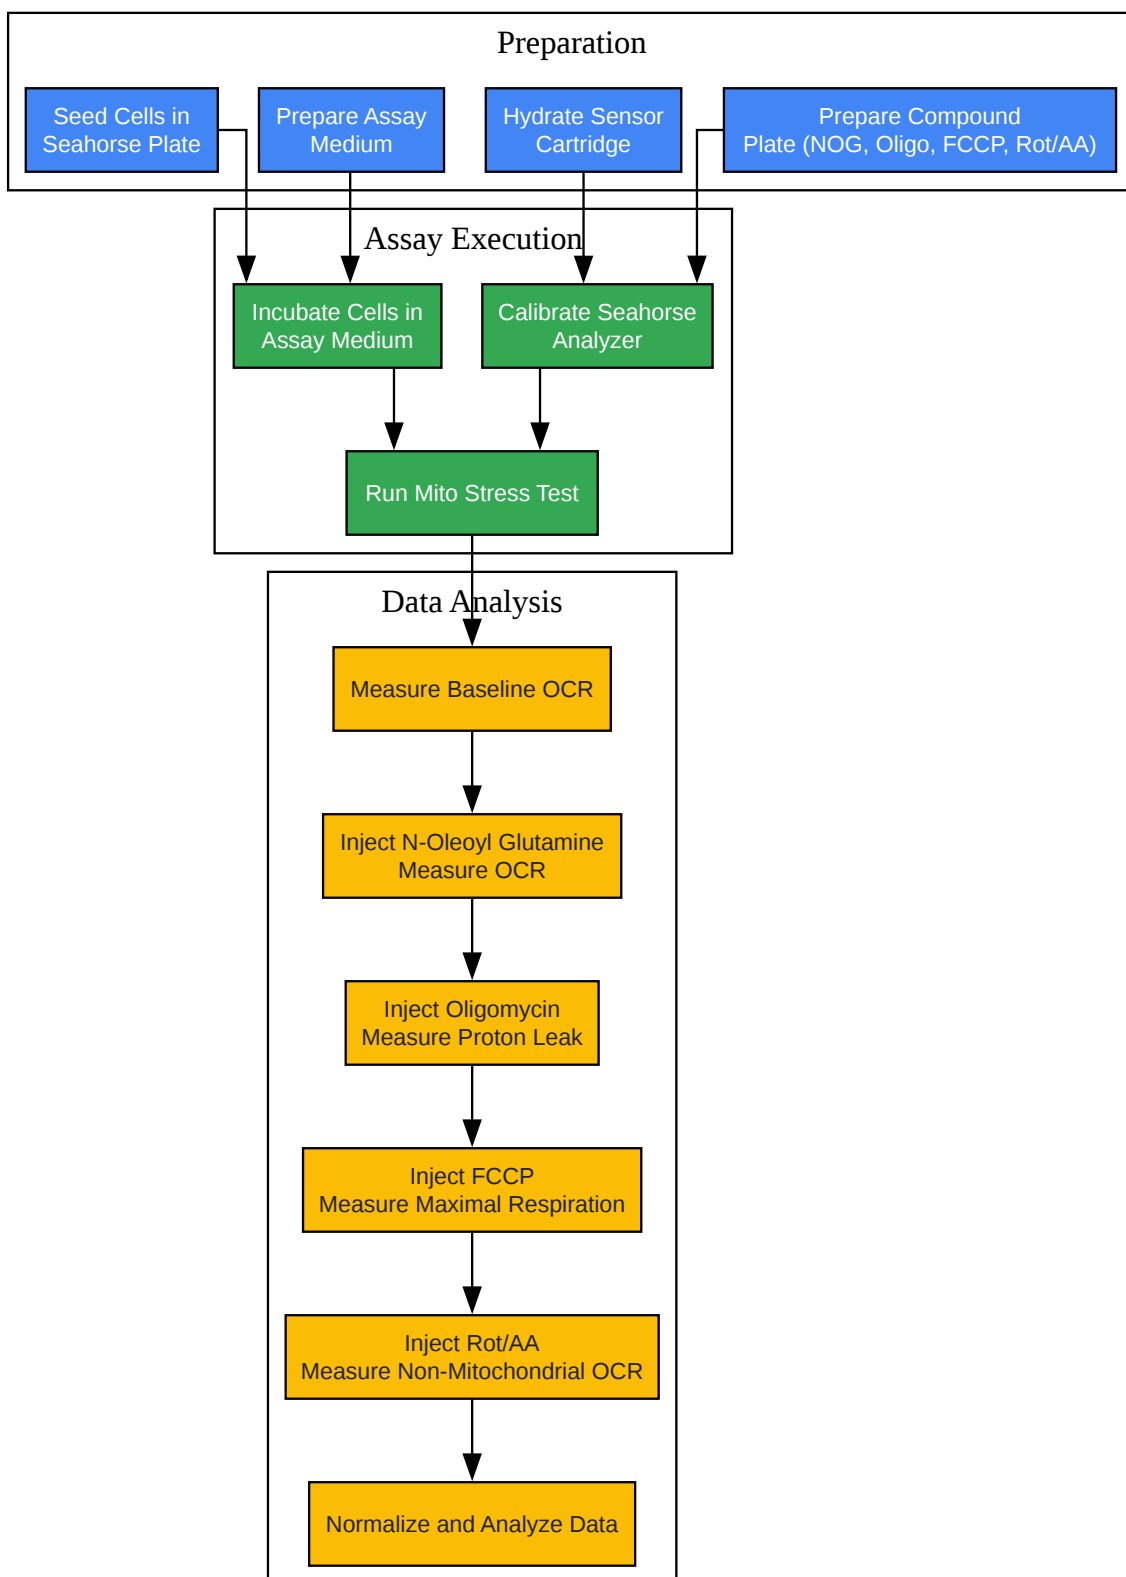 Preparation
Seed Cells in
Seahorse Plate
Prepare Assay
Medium
Hydrate Sensor
Cartridge
Prepare Compound
Plate (NOG, Oligo, FCCP, Rot/AA)
Assay Execution
Incubate Cells in
Assay Medium
Calibrate Seahorse
Analyzer
Run Mito Stress Test
Data Analysis
Measure Baseline OCR
Inject N-Oleoyl Glutamine
Measure OCR
Inject Oligomycin
Measure Proton Leak
Inject FCCP
Measure Maximal Respiration
Inject Rot/AA
Measure Non-Mitochondrial OCR
Normalize and Analyze Data